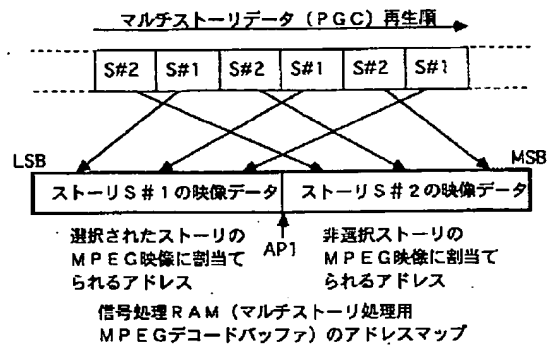 マルチストーリデータ（PGC）再生順
S#2 S#1 S#2 S#1 S#2 S#1
LSB MSB
ストーリS#1の映像データ ストーリS#2の映像データ
選択されたストーリの
MPEG映像に割当て
られるアドレス
AP1
非選択ストーリの
MPEG映像に割当て
られるアドレス
信号処理RAM（マルチストーリ処理用
MPEGデコードバッファ）のアドレスマップ